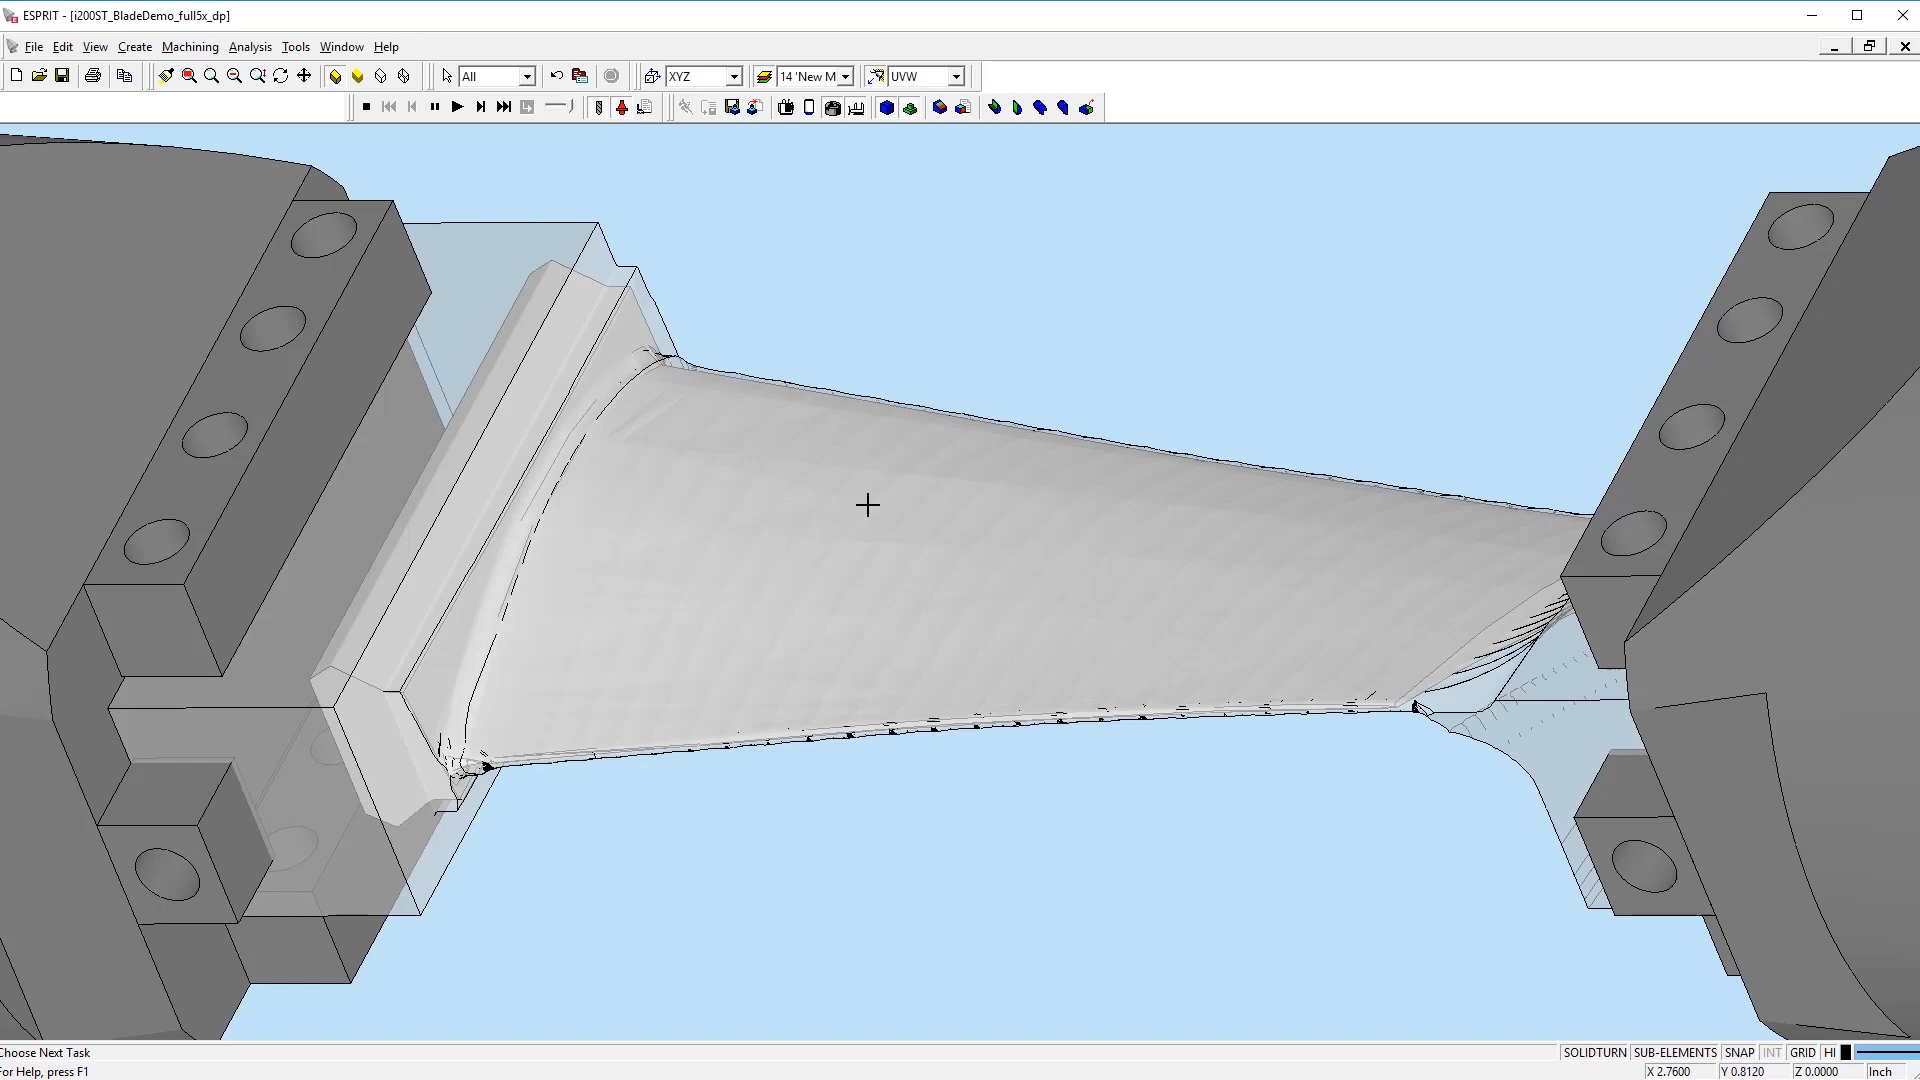 ESPRIT - [i200ST_BladeDemo_full5x_dp]
File Edit View Create Machining Analysis Tools Window Help
All XYZ 14 'New M UVW
Choose Next Task SOLIDTURN SUB-ELEMENTS SNAP INT GRID HI
For Help, press F1 X 2.7600 Y 0.8120 Z 0.0000 Inch